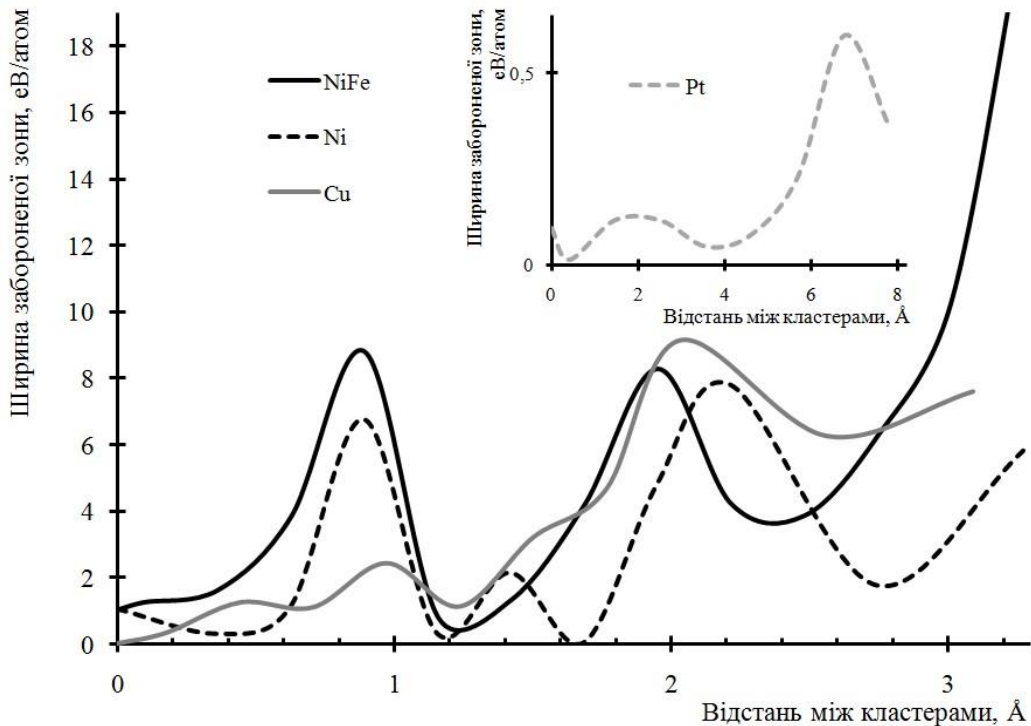 Ширина забороненої зони, еВ/атом
18
16
14
12
10
8
6
4
2
0
0
1
2
3
Відстань між кластерами, Å
NiFe
Ni
Cu
Ширина забороненої зони,
еВ/атом
0,5
0
0
2
4
6
8
Відстань між кластерами, Å
Pt